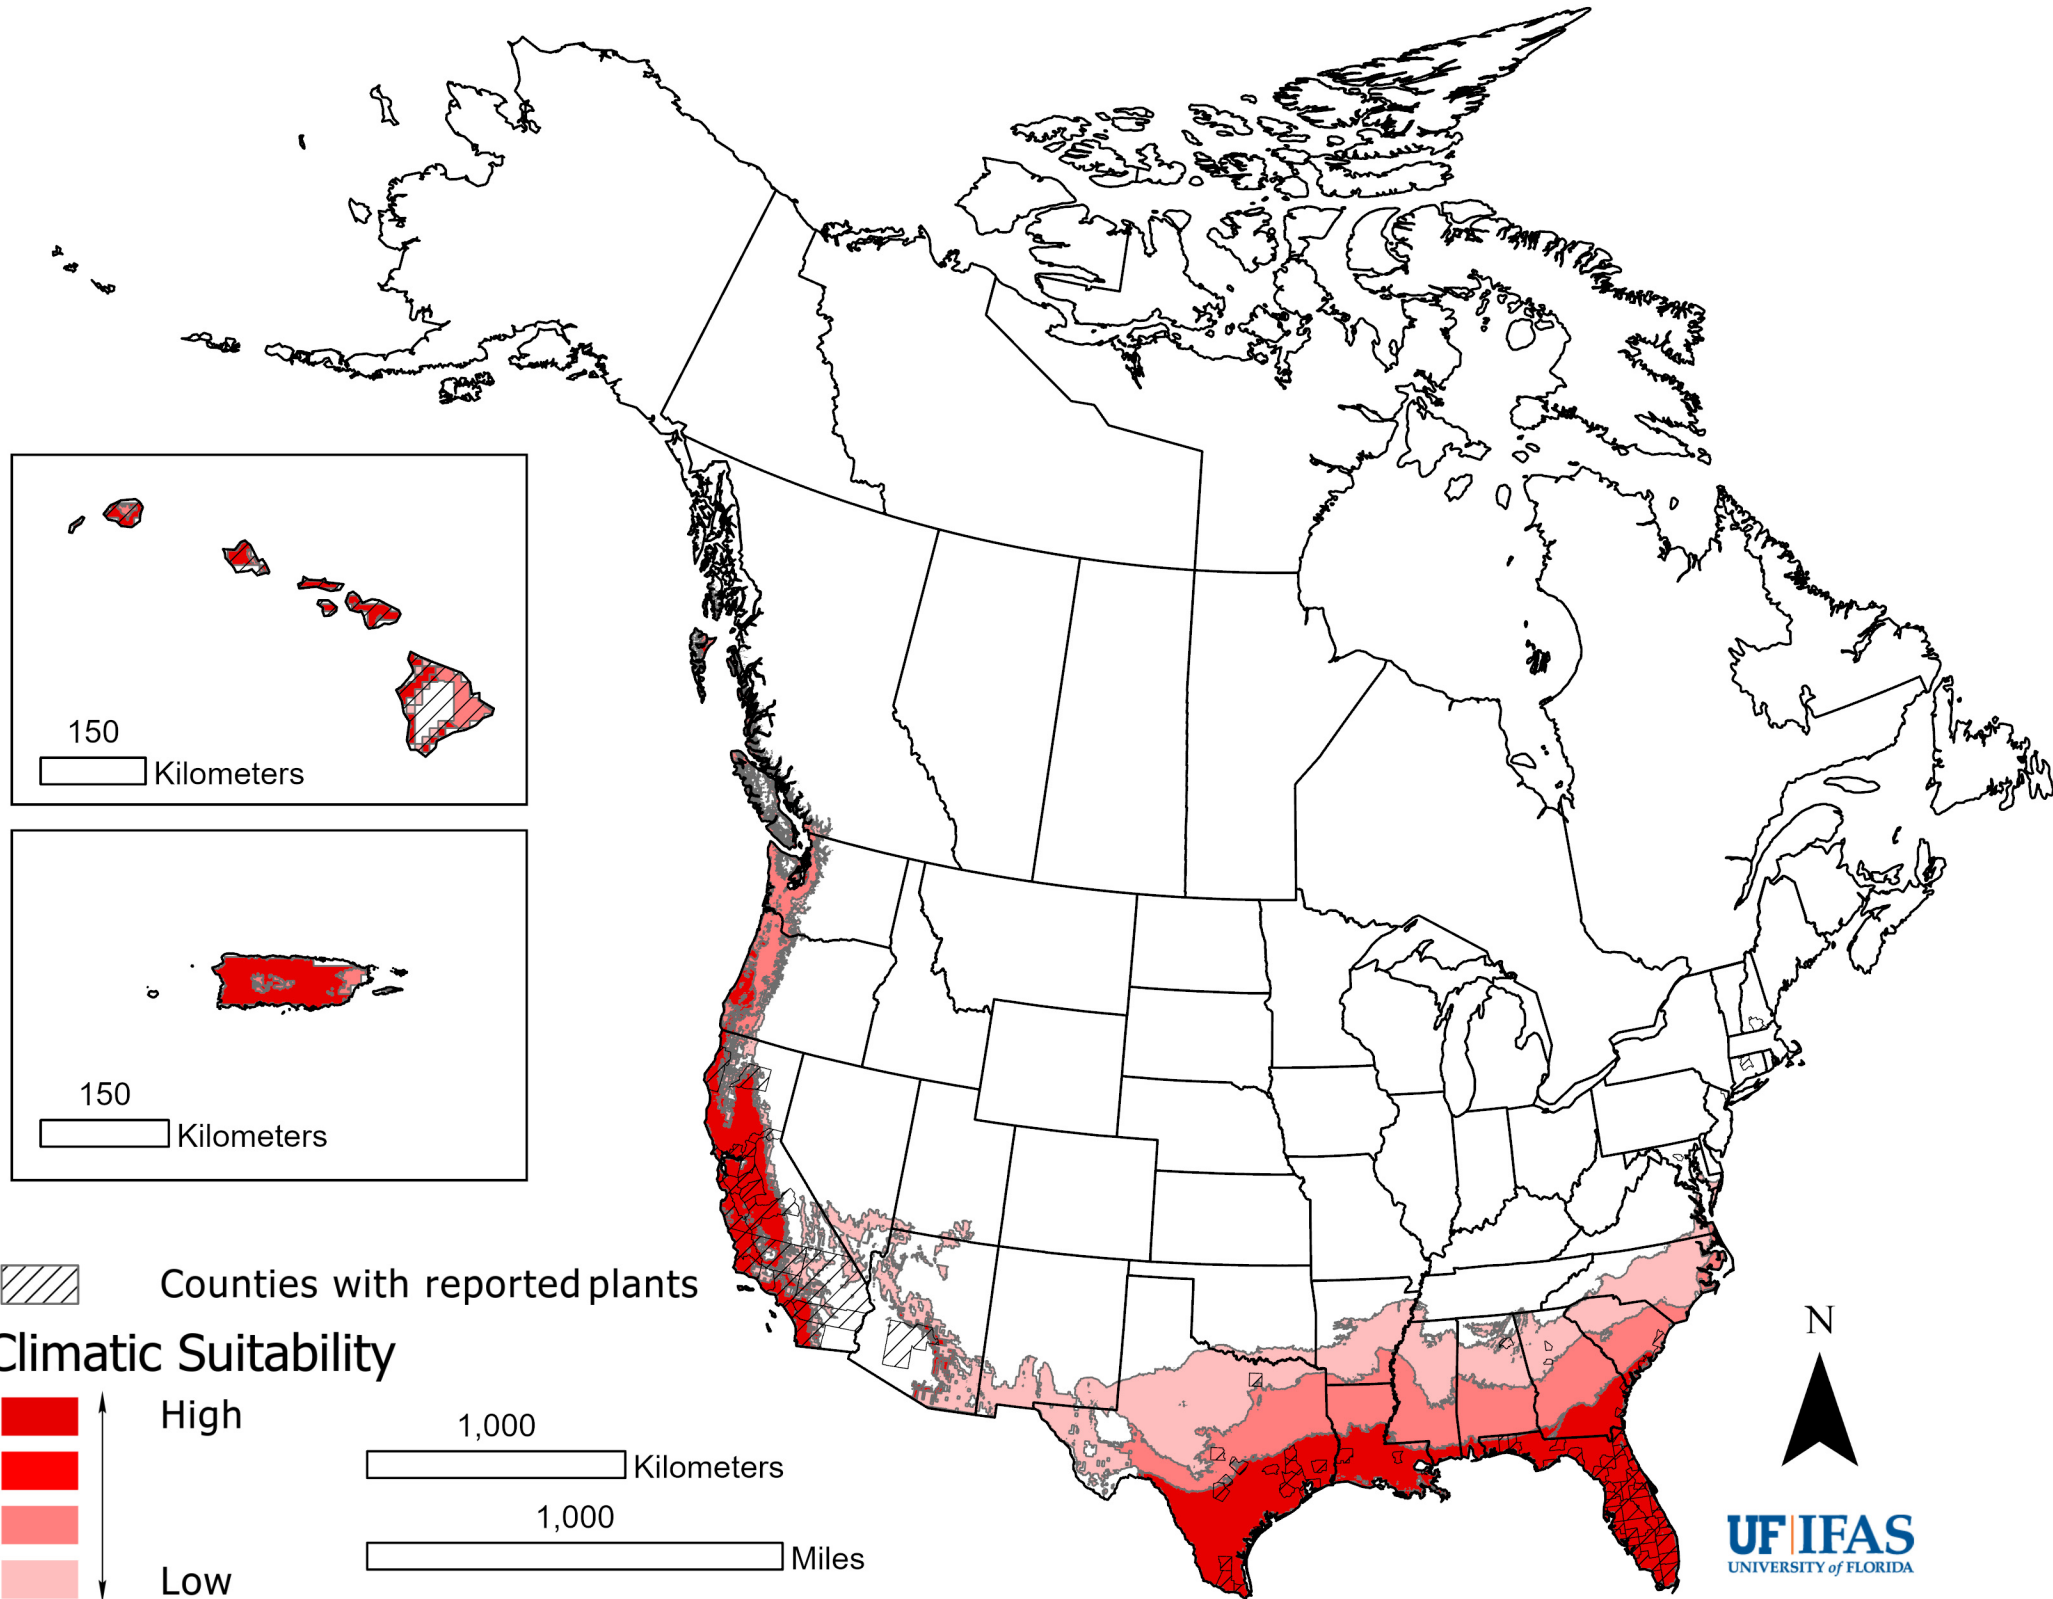 150
Kilometers
150
Kilometers
Counties with reported plants
Climatic Suitability
High
Low
1,000
Kilometers
1,000
Miles
N
UF|IFAS
UNIVERSITY of FLORIDA